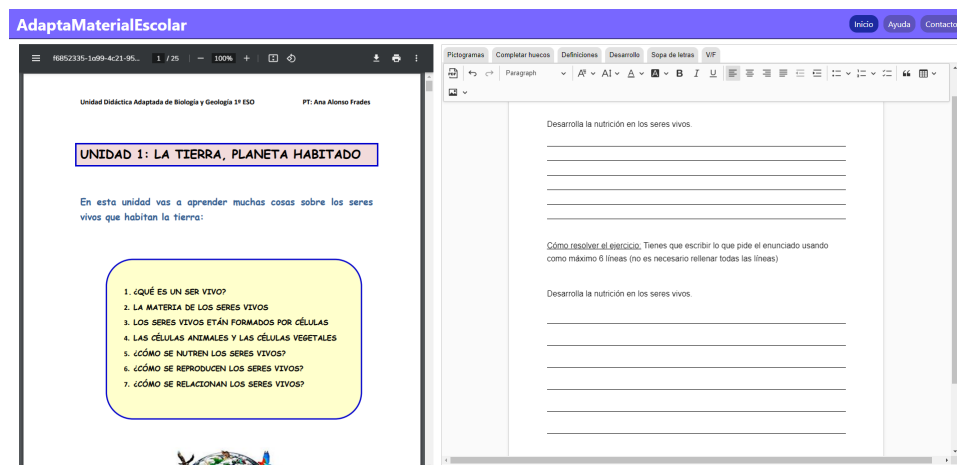 AdaptaMaterialEscolar
Inicio Ayuda Contacto
f6852335-1a99-4c21-95... 1 / 25 100%
Unidad Didáctica Adaptada de Biología y Geología 1º ESO PT: Ana Alonso Frades
UNIDAD 1: LA TIERRA, PLANETA HABITADO
En esta unidad vas a aprender muchas cosas sobre los seres
vivos que habitan la tierra:
1. ¿QUÉ ES UN SER VIVO?
2. LA MATERIA DE LOS SERES VIVOS
3. LOS SERES VIVOS ETÁN FORMADOS POR CÉLULAS
4. LAS CÉLULAS ANIMALES Y LAS CÉLULAS VEGETALES
5. ¿CÓMO SE NUTREN LOS SERES VIVOS?
6. ¿CÓMO SE REPRODUCEN LOS SERES VIVOS?
7. ¿CÓMO SE RELACIONAN LOS SERES VIVOS?
Pictogramas Completar huecos Definiciones Desarrollo Sopa de letras V/F
Paragraph
Desarrolla la nutrición en los seres vivos.
Cómo resolver el ejercicio: Tienes que escribir lo que pide el enunciado usando
como máximo 6 líneas (no es necesario rellenar todas las líneas)
Desarrolla la nutrición en los seres vivos.